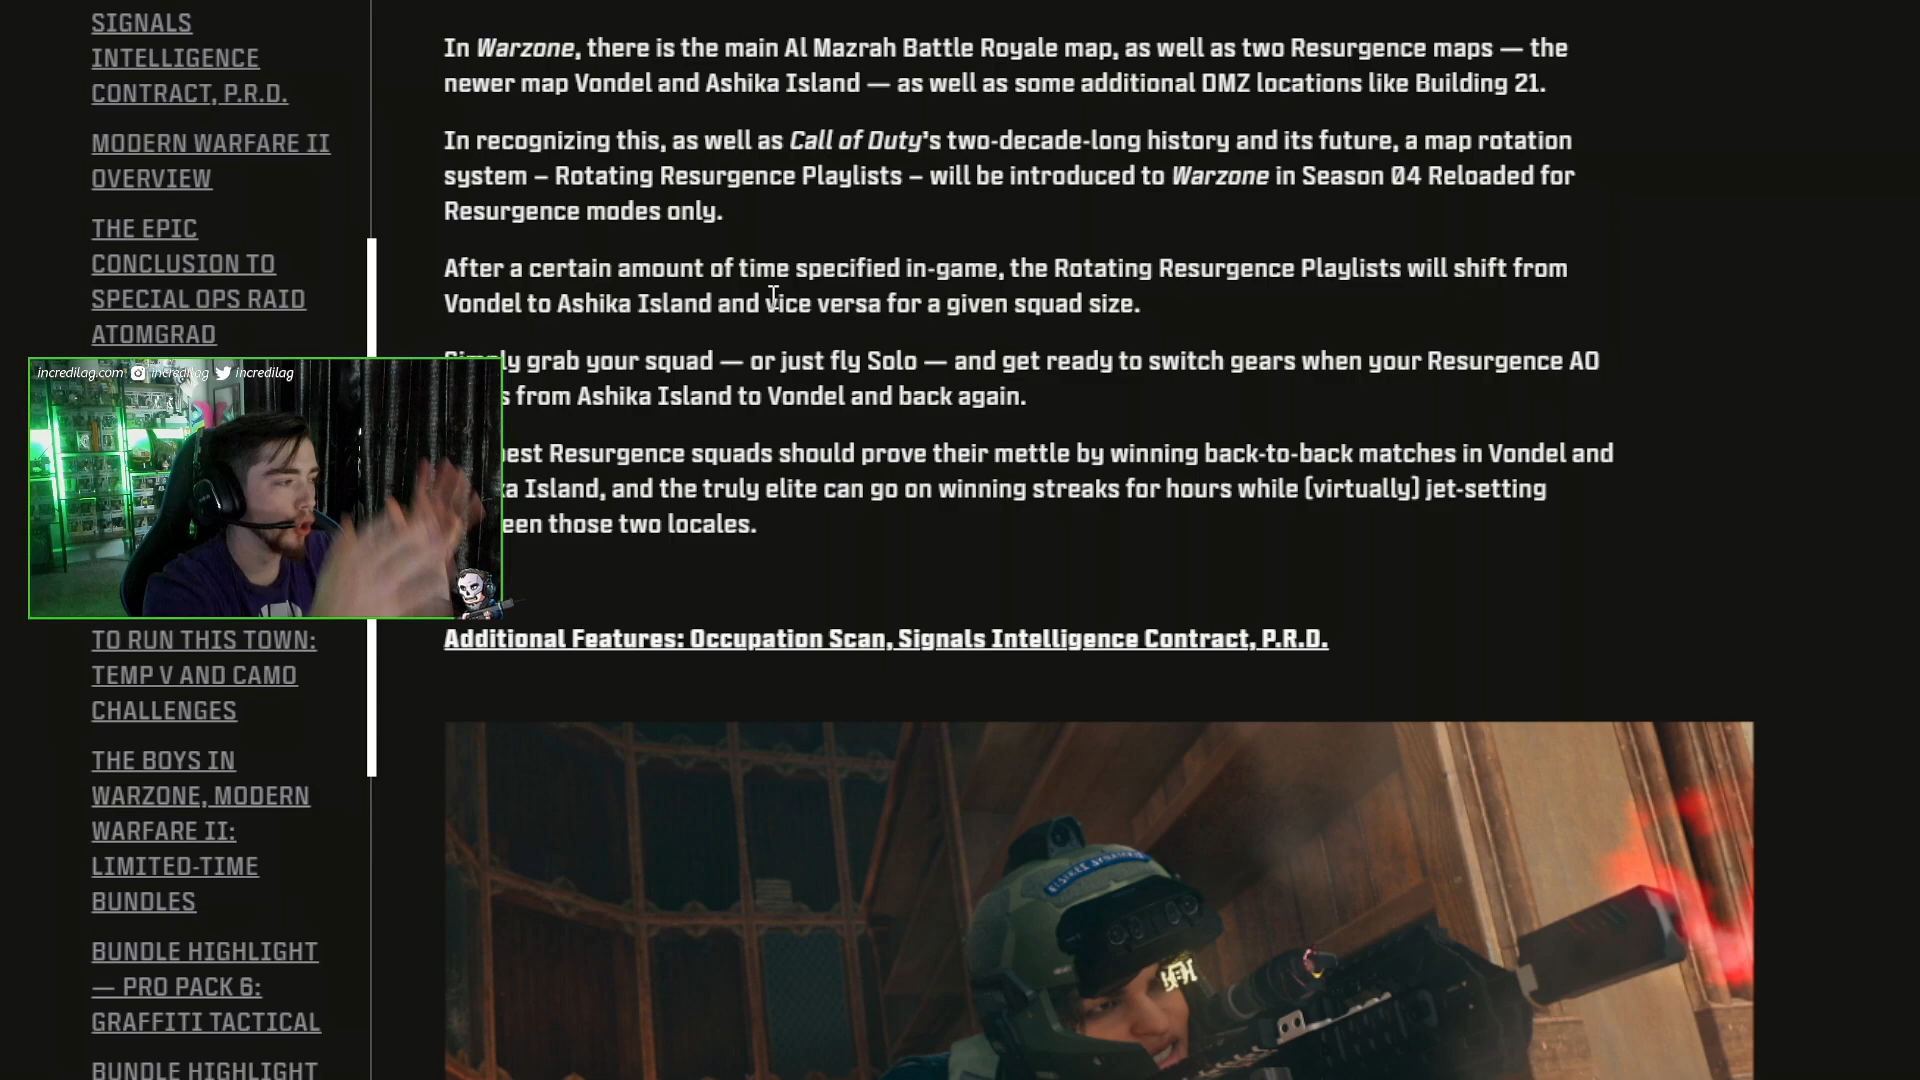 SIGNALS
INTELLIGENCE
CONTRACT, P.R.D.
MODERN WARFARE II
OVERVIEW
THE EPIC
CONCLUSION TO
SPECIAL OPS RAID
ATOMGRAD
incredilag.com incredilag incredilag
TO RUN THIS TOWN:
TEMP V AND CAMO
CHALLENGES
THE BOYS IN
WARZONE, MODERN
WARFARE II:
LIMITED-TIME
BUNDLES
BUNDLE HIGHLIGHT
— PRO PACK 6:
GRAFFITI TACTICAL
BUNDLE HIGHLIGHT
In Warzone, there is the main Al Mazrah Battle Royale map, as well as two Resurgence maps — the
newer map Vondel and Ashika Island — as well as some additional DMZ locations like Building 21.
In recognizing this, as well as Call of Duty's two-decade-long history and its future, a map rotation
system – Rotating Resurgence Playlists – will be introduced to Warzone in Season 04 Reloaded for
Resurgence modes only.
After a certain amount of time specified in-game, the Rotating Resurgence Playlists will shift from
Vondel to Ashika Island and vice versa for a given squad size.
Simply grab your squad — or just fly Solo — and get ready to switch gears when your Resurgence AO
s from Ashika Island to Vondel and back again.
est Resurgence squads should prove their mettle by winning back-to-back matches in Vondel and
a Island, and the truly elite can go on winning streaks for hours while (virtually) jet-setting
een those two locales.
Additional Features: Occupation Scan, Signals Intelligence Contract, P.R.D.